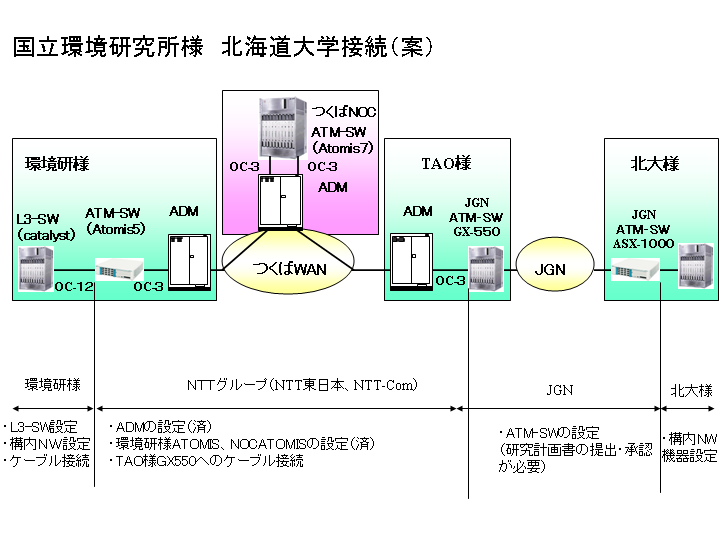 国立環境研究所様　北海道大学接続（案）
つくばNOC
ATM-SW
（Atomis7）
OC-3
OC-3
ADM
環境研様
L3-SW
（catalyst）
ATM-SW
（Atomis5）
ADM
OC-12
OC-3
つくばWAN
TAO様
ADM
JGN
ATM-SW
GX-550
OC-3
JGN
北大様
JGN
ATM-SW
ASX-1000
環境研様
NTTグループ（NTT東日本、NTT-Com）
JGN
北大様
・L3-SW設定
・構内NW設定
・ケーブル接続
・ADMの設定（済）
・環境研様ATOMIS、NOCATOMISの設定（済）
・TAO様GX550へのケーブル接続
・ATM-SWの設定
（研究計画書の提出・承認
が必要）
・構内NW
機器設定